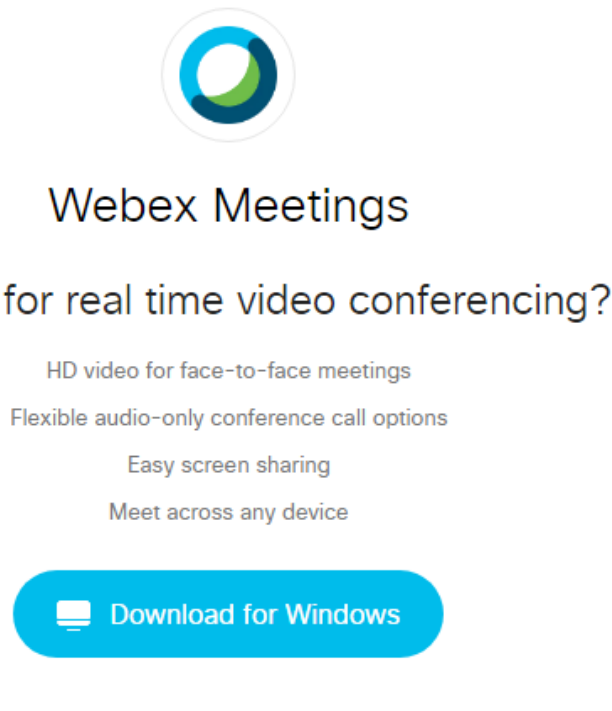 Webex Meetings
for real time video conferencing?
HD video for face-to-face meetings
Flexible audio-only conference call options
Easy screen sharing
Meet across any device
Download for Windows